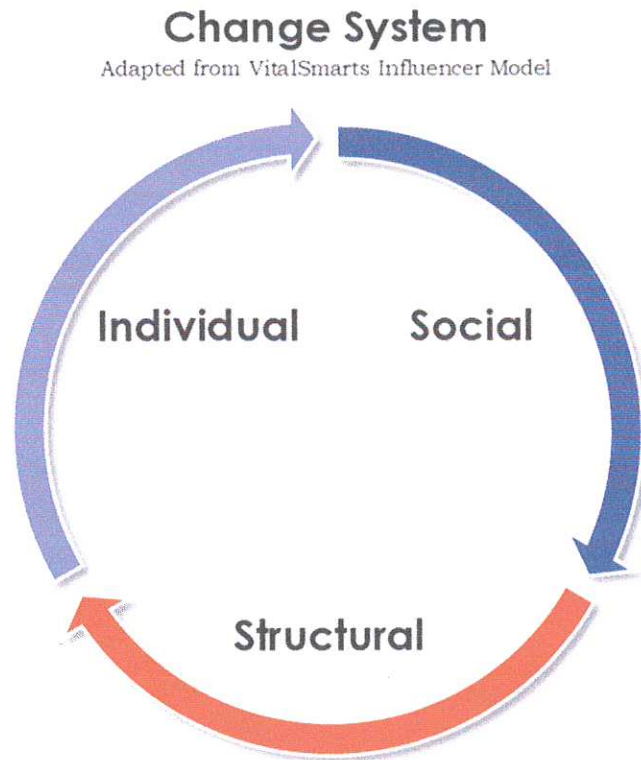 Change System
Adapted from VitalSmarts Influencer Model
Individual
Social
Structural